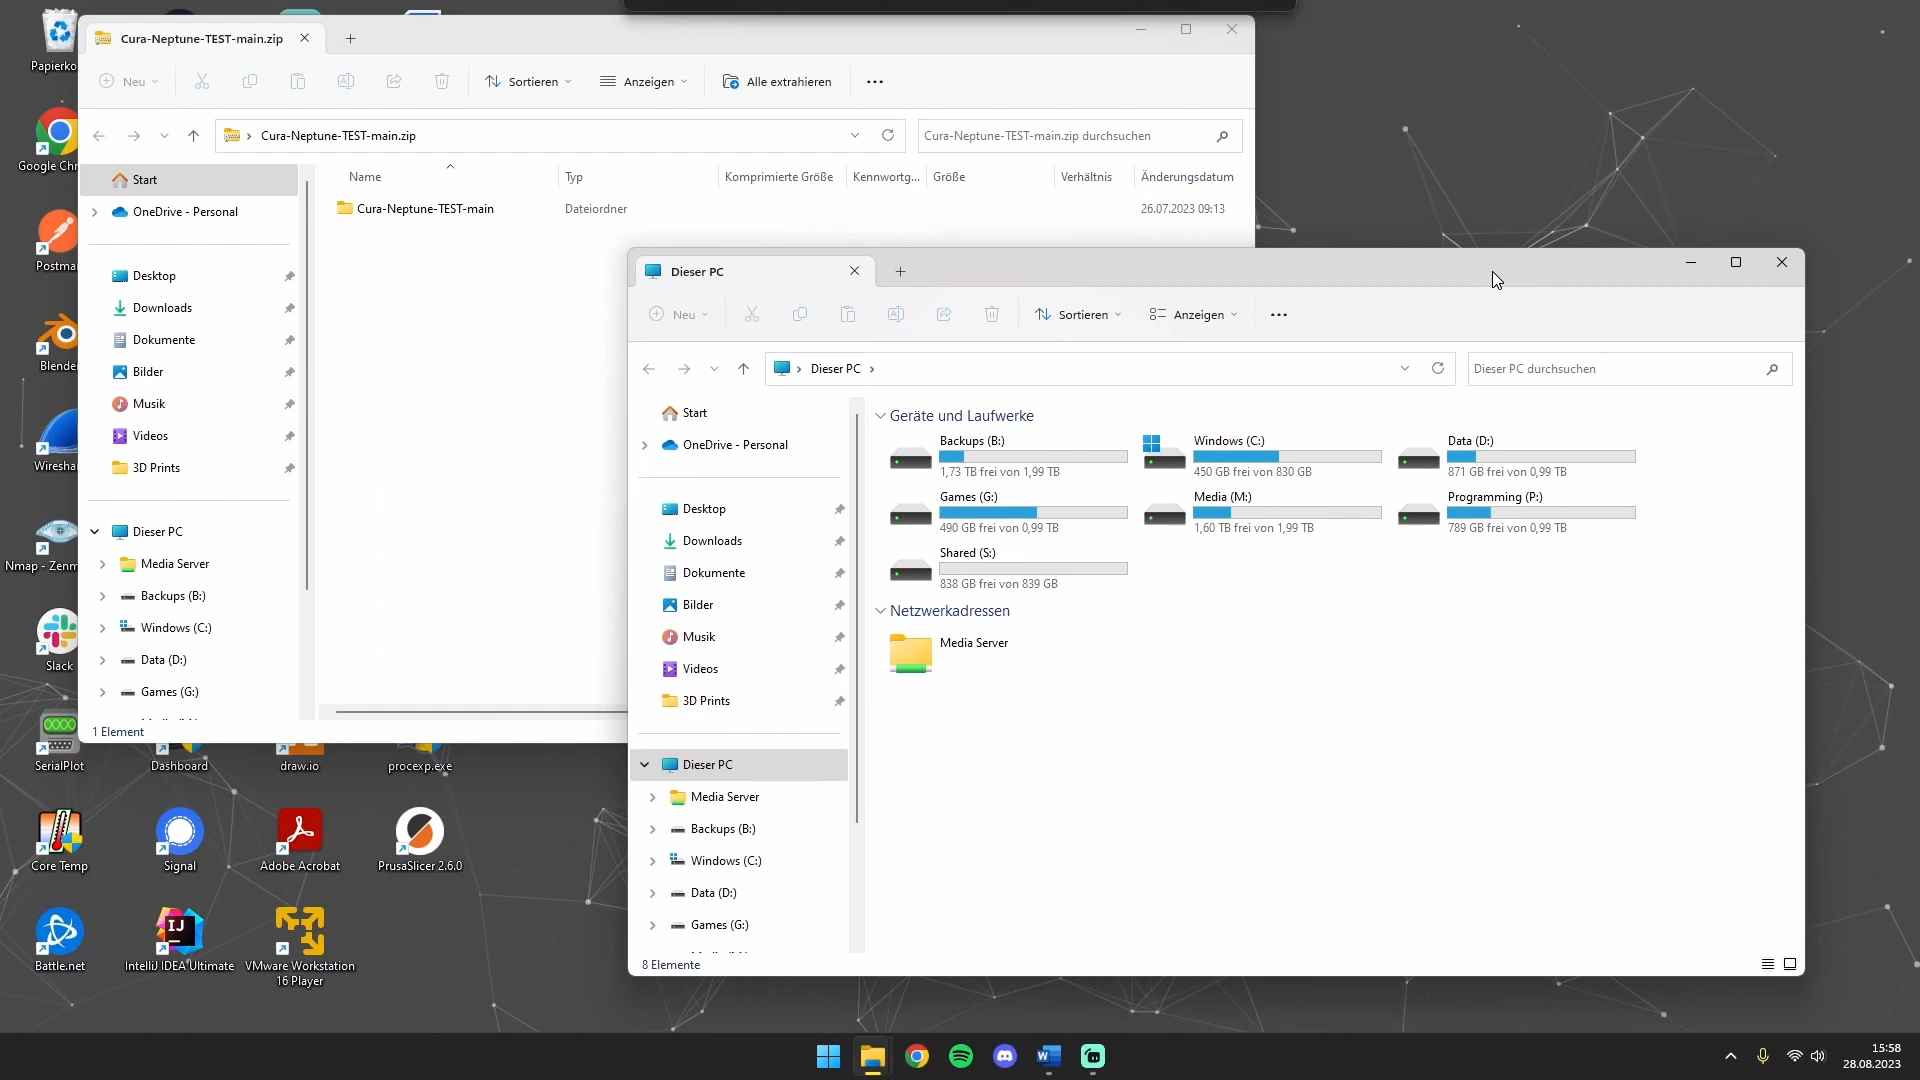 Papierko
Google Chr
Postma
Blende
Wiresha
Nmap - Zenm
Slack
SerialPlot
Dashboard
draw.io
procexp.exe
Core Temp
Signal
Adobe Acrobat
PrusaSlicer 2.6.0
Battle.net
IJ
IntelliJ IDEA Ultimate
VMware Workstation
16 Player
Cura-Neptune-TEST-main.zip
Neu
Sortieren
Anzeigen
Alle extrahieren
Cura-Neptune-TEST-main.zip
Cura-Neptune-TEST-main.zip durchsuchen
Start
OneDrive - Personal
Desktop
Downloads
Dokumente
Bilder
Musik
Videos
3D Prints
Dieser PC
Media Server
Backups (B:)
Windows (C:)
Data (D:)
Games (G:)
1 Element
Name
Typ
Komprimierte Größe
Kennwortg...
Größe
Verhältnis
Änderungsdatum
Cura-Neptune-TEST-main
Dateiordner
26.07.2023 09:13
Dieser PC
Neu
Sortieren
Anzeigen
Dieser PC
Dieser PC durchsuchen
Start
OneDrive - Personal
Desktop
Downloads
Dokumente
Bilder
Musik
Videos
3D Prints
Dieser PC
Media Server
Backups (B:)
Windows (C:)
Data (D:)
Games (G:)
8 Elemente
Geräte und Laufwerke
Backups (B:)
1,73 TB frei von 1,99 TB
Windows (C:)
450 GB frei von 830 GB
Data (D:)
871 GB frei von 0,99 TB
Games (G:)
490 GB frei von 0,99 TB
Media (M:)
1,60 TB frei von 1,99 TB
Programming (P:)
789 GB frei von 0,99 TB
Shared (S:)
838 GB frei von 839 GB
Netzwerkadressen
Media Server
15:58
28.08.2023